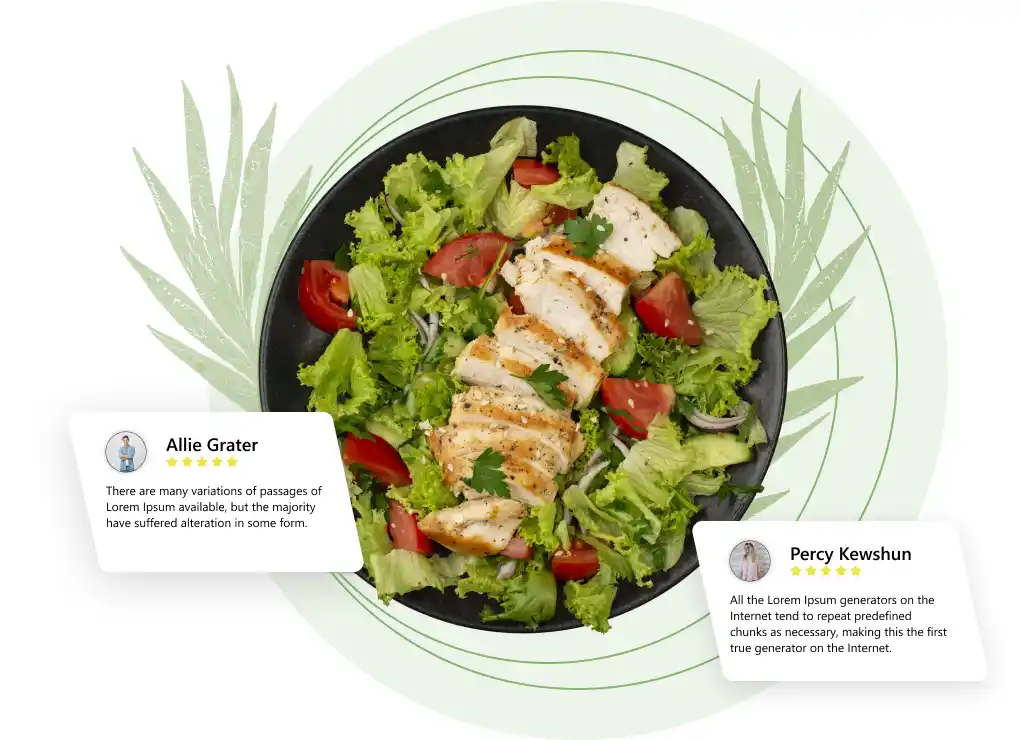 Allie Grater
There are many variations of passages of
Lorem Ipsum available, but the majority
have suffered alteration in some form.
Percy Kewshun
All the Lorem Ipsum generators on the
Internet tend to repeat predefined
chunks as necessary, making this the first
true generator on the Internet.